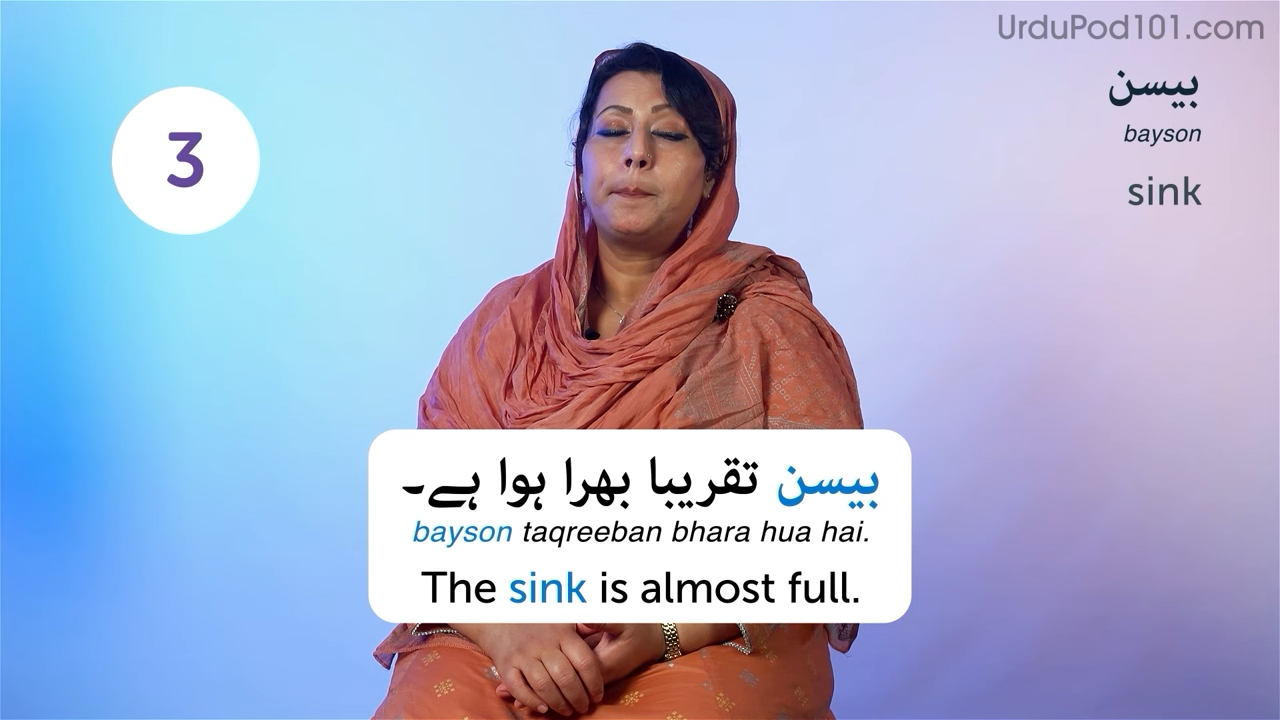 UrduPod101.com
3
بیسن
bayson
sink
بیسن تقریبا بھرا ہوا ہے۔
bayson taqreeban bhara hua hai.
The sink is almost full.